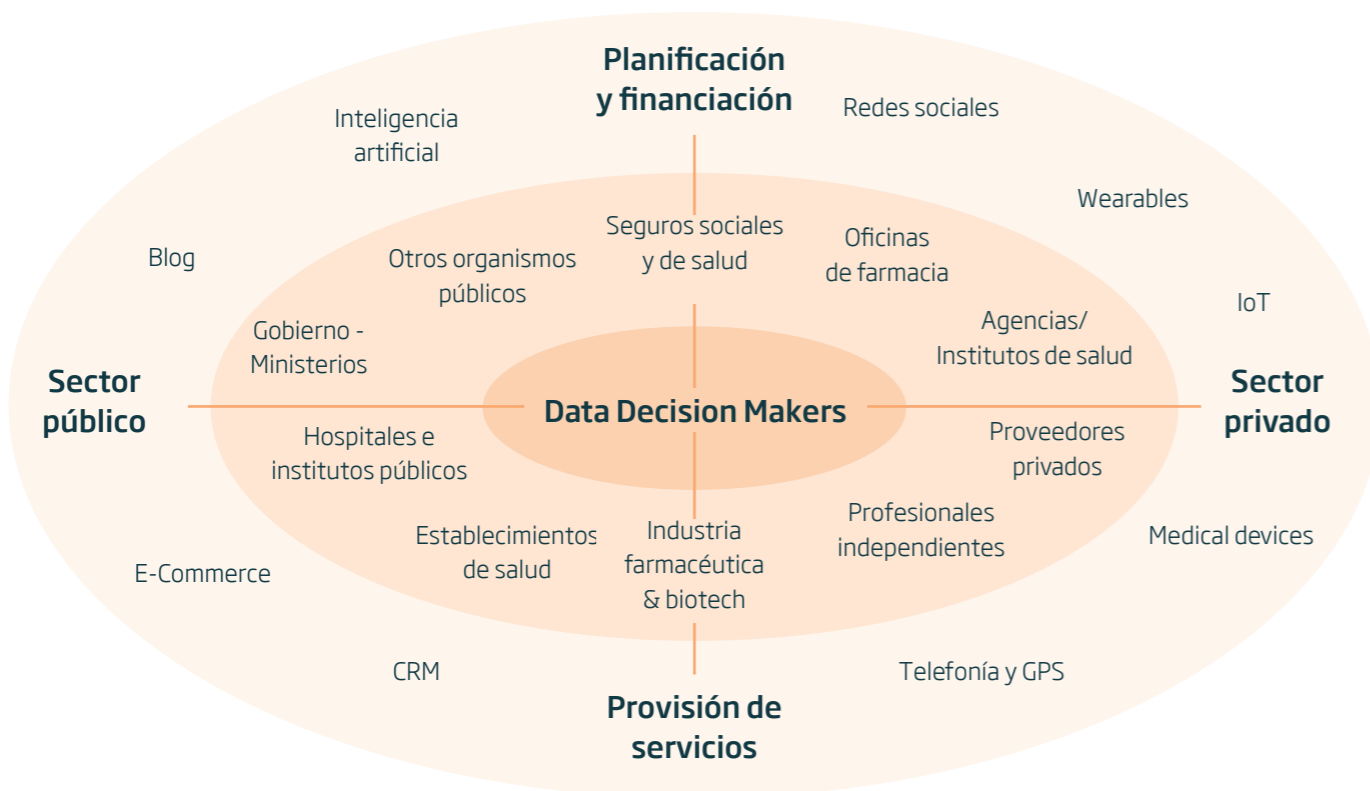 Planificación
y financiación
Inteligencia
artificial
Redes sociales
Wearables
Blog
IoT
Seguros sociales
y de salud
Otros organismos
públicos
Oficinas
de farmacia
Gobierno -
Ministerios
Agencias/
Institutos de salud
Sector
público
Data Decision Makers
Sector
privado
Hospitales e
institutos públicos
Proveedores
privados
Establecimientos
de salud
Industria
farmacéutica
& biotech
Profesionales
independientes
Medical devices
E-Commerce
CRM
Telefonía y GPS
Provisión de
servicios